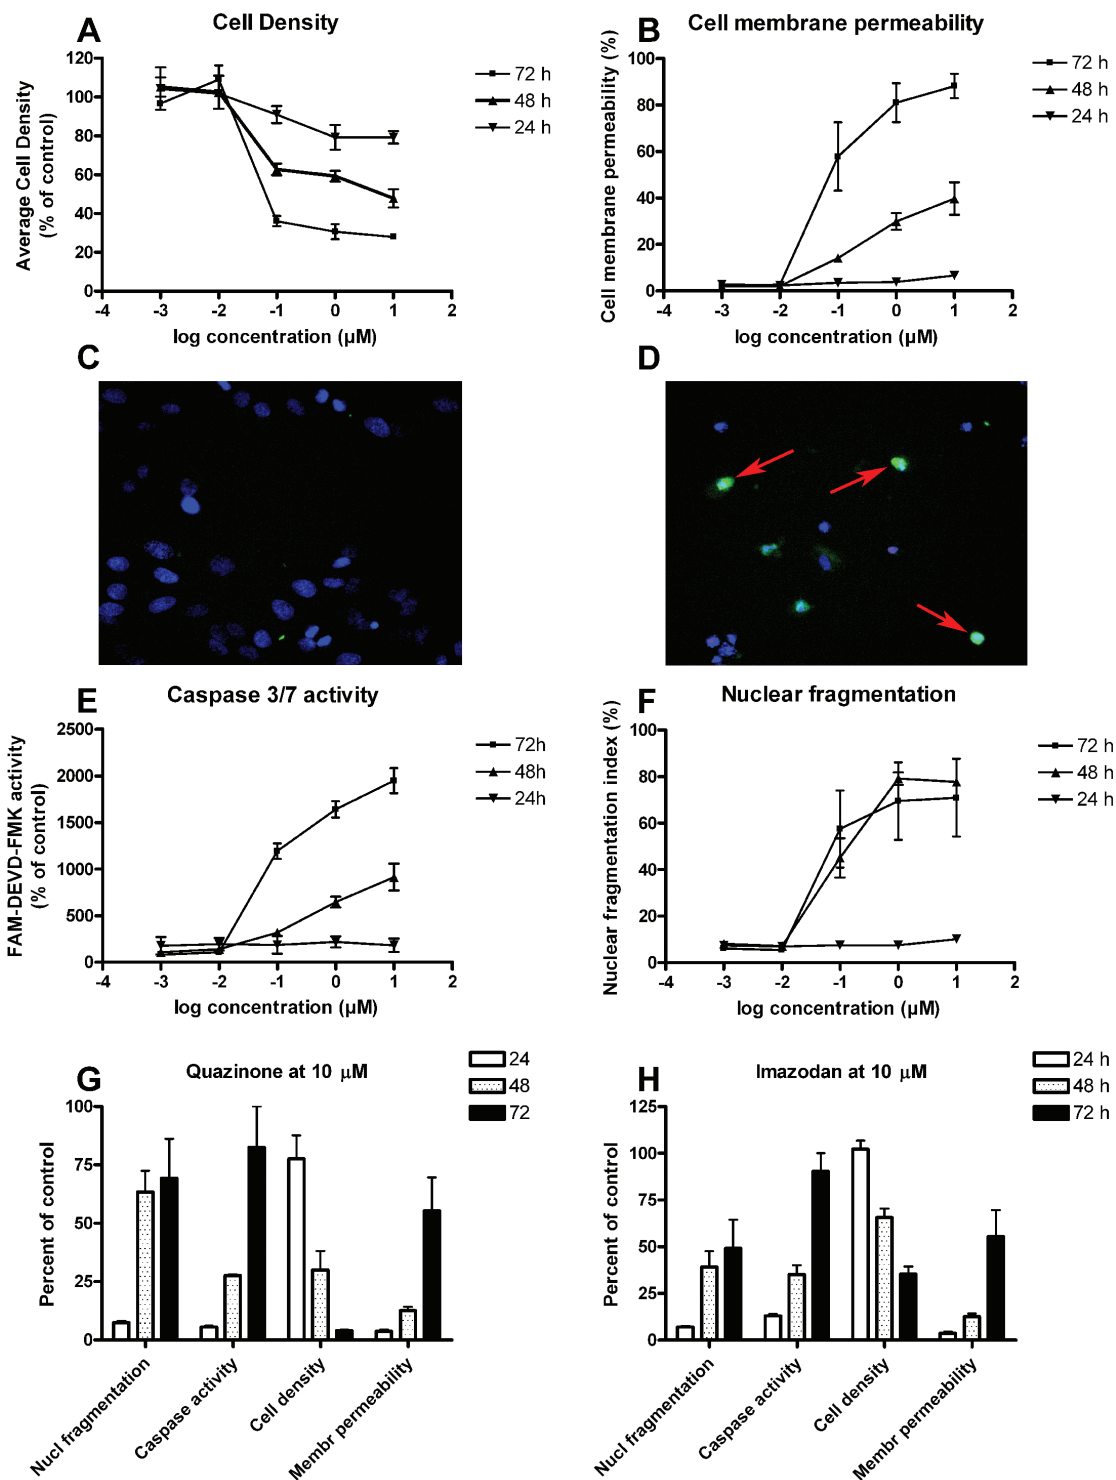 A
Cell Density
120
100
80
60
40
20
0
-4
-3
-2
-1
0
1
2
Average Cell Density
(% of control)
log concentration (µM)
72 h
48 h
24 h
B
Cell membrane permeability
100
80
60
40
20
0
-4
-3
-2
-1
0
1
2
Cell membrane permeability (%)
log concentration (µM)
72 h
48 h
24 h
C
D
E
Caspase 3/7 activity
2500
2000
1500
1000
500
0
-4
-3
-2
-1
0
1
2
FAM-DEVD-FMK activity
(% of control)
log concentration (µM)
72h
48h
24h
F
Nuclear fragmentation
100
80
60
40
20
0
-4
-3
-2
-1
0
1
2
Nuclear fragmentation index (%)
log concentration (µM)
72 h
48 h
24 h
G
Quazinone at 10 µM
24
48
72
100
75
50
25
0
Percent of control
Nucl fragmentation
Caspase activity
Cell density
Membr permeability
H
Imazodan at 10 µM
24 h
48 h
72 h
125
100
75
50
25
0
Percent of control
Nucl fragmentation
Caspase activity
Cell density
Membr permeability